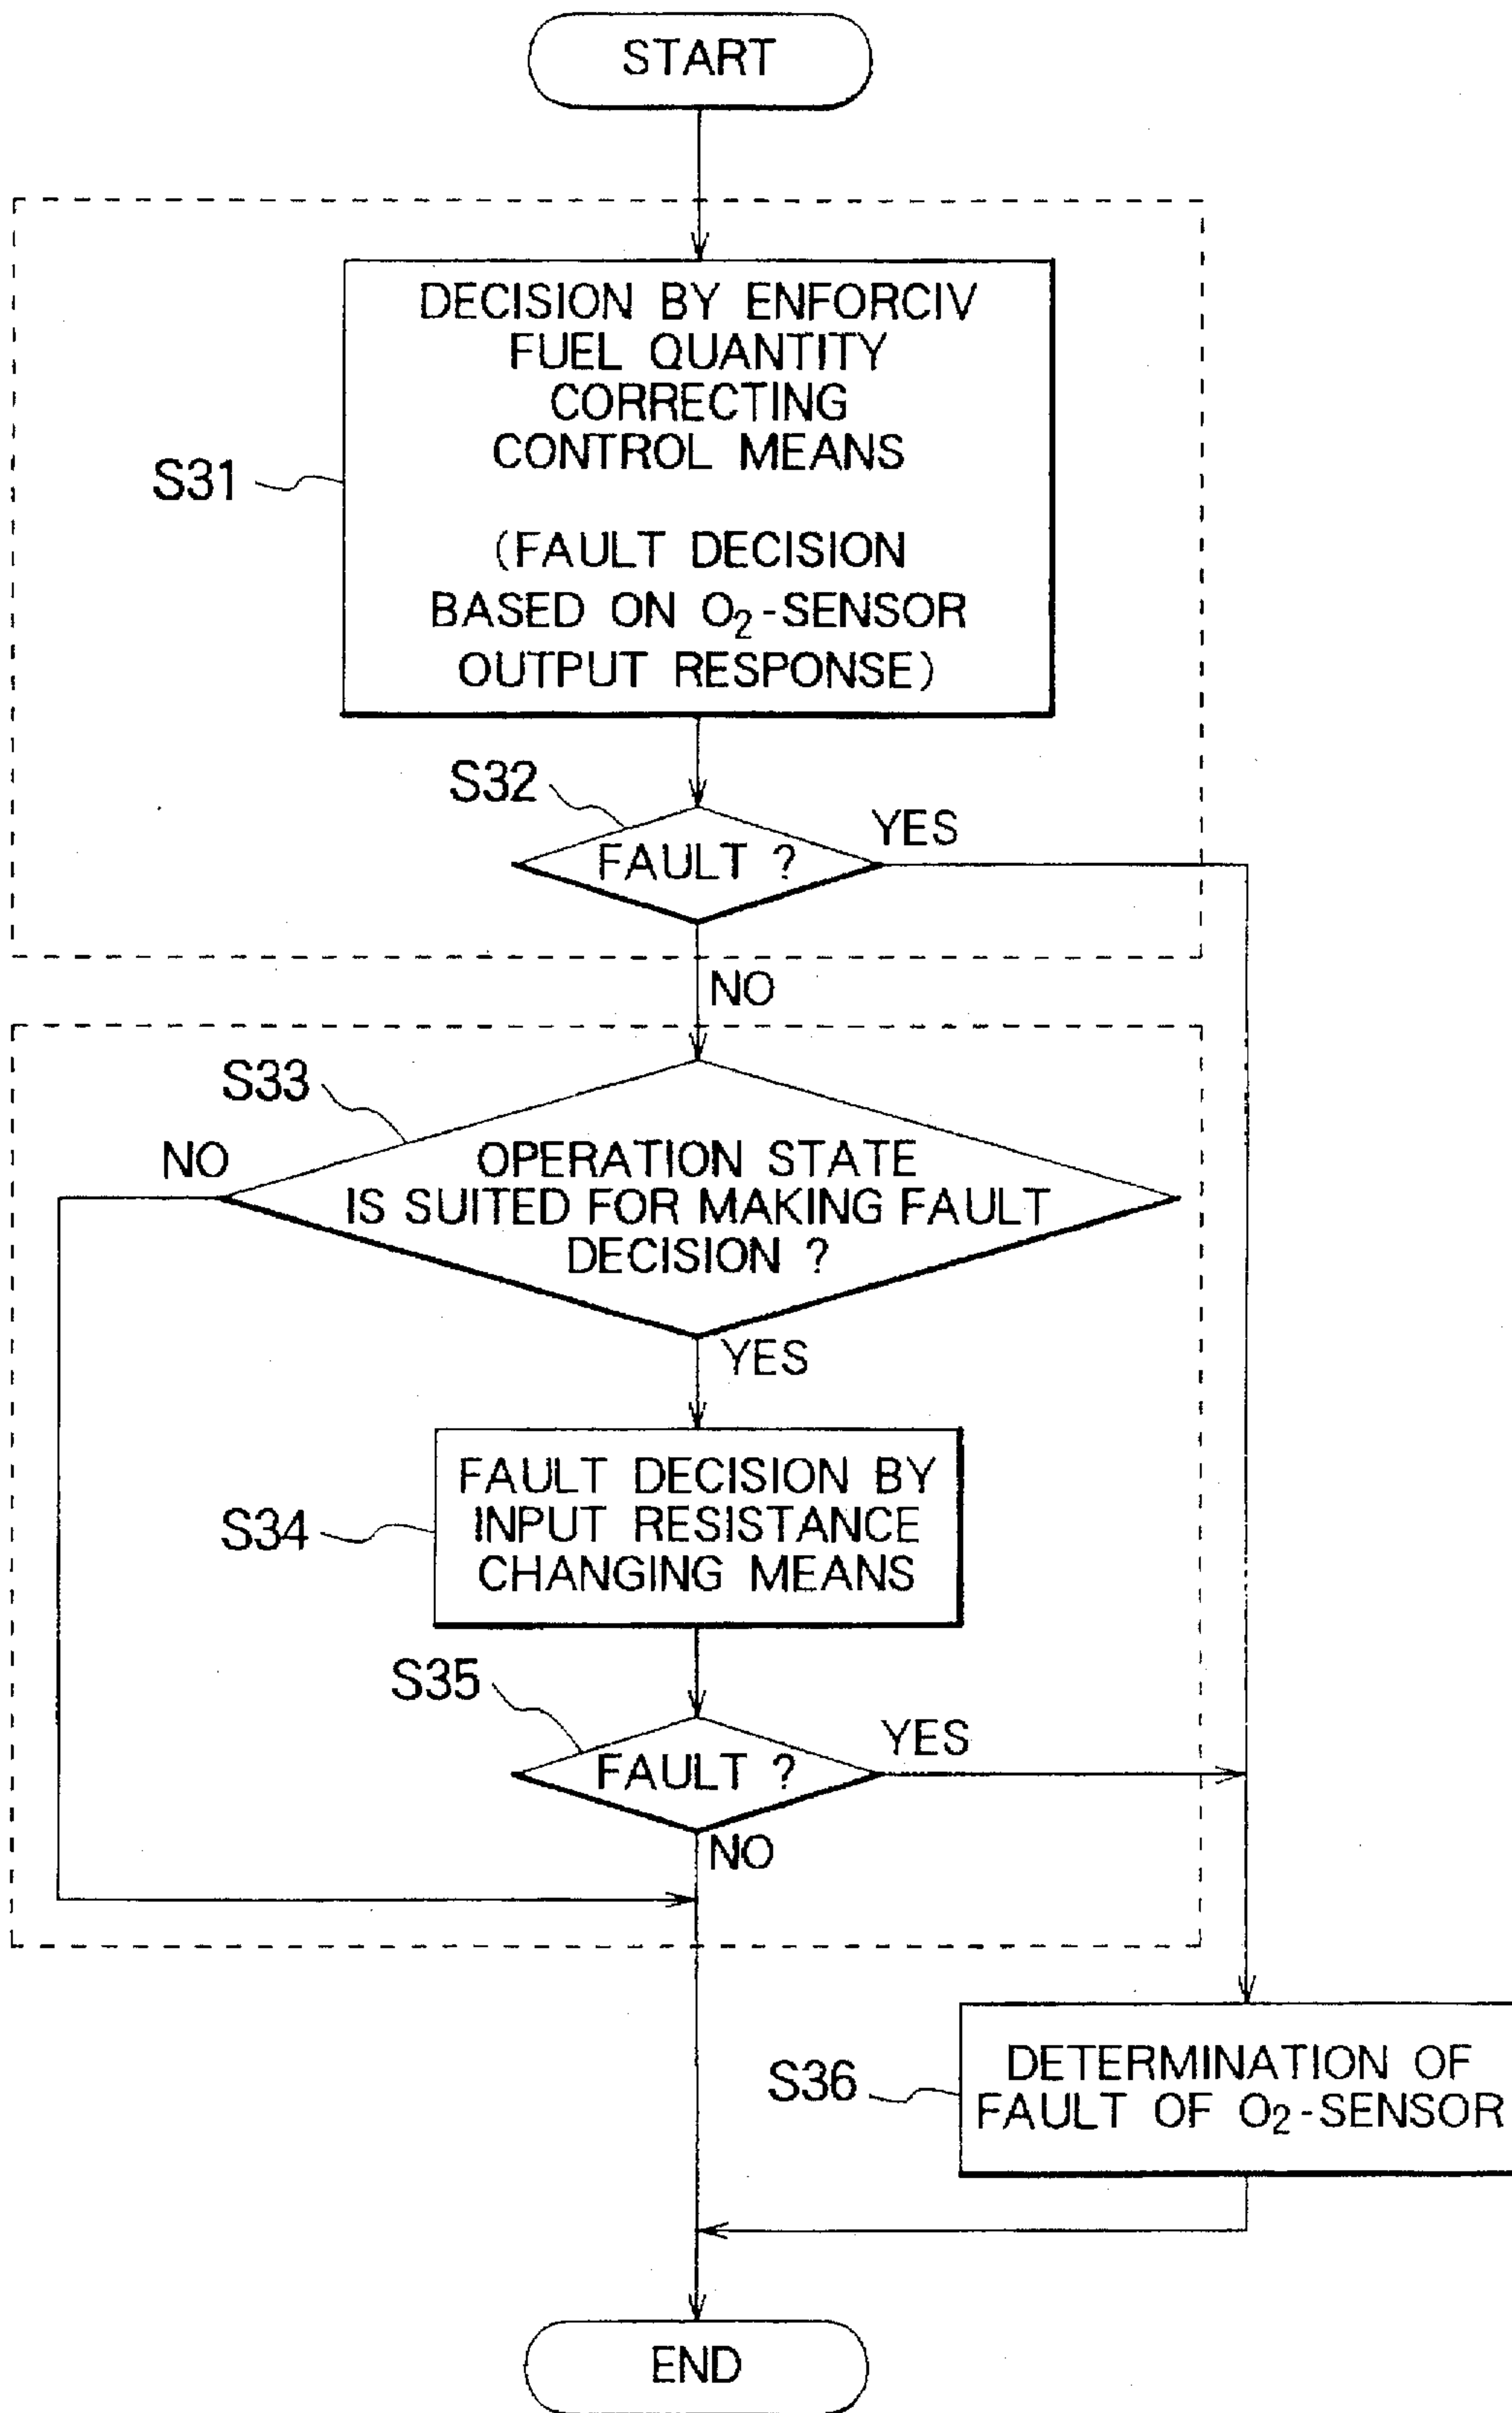 START
DECISION BY ENFORCIV
FUEL QUANTITY
CORRECTING
CONTROL MEANS
S31
(FAULT DECISION
BASED ON O₂-SENSOR
OUTPUT RESPONSE)
S32
YES
FAULT ?
NO
S33
NO
OPERATION STATE
IS SUITED FOR MAKING FAULT
DECISION ?
YES
FAULT DECISION BY
S34
INPUT RESISTANCE
CHANGING MEANS
S35
YES
FAULT ?
NO
DETERMINATION OF
S36
FAULT OF O₂-SENSOR
END